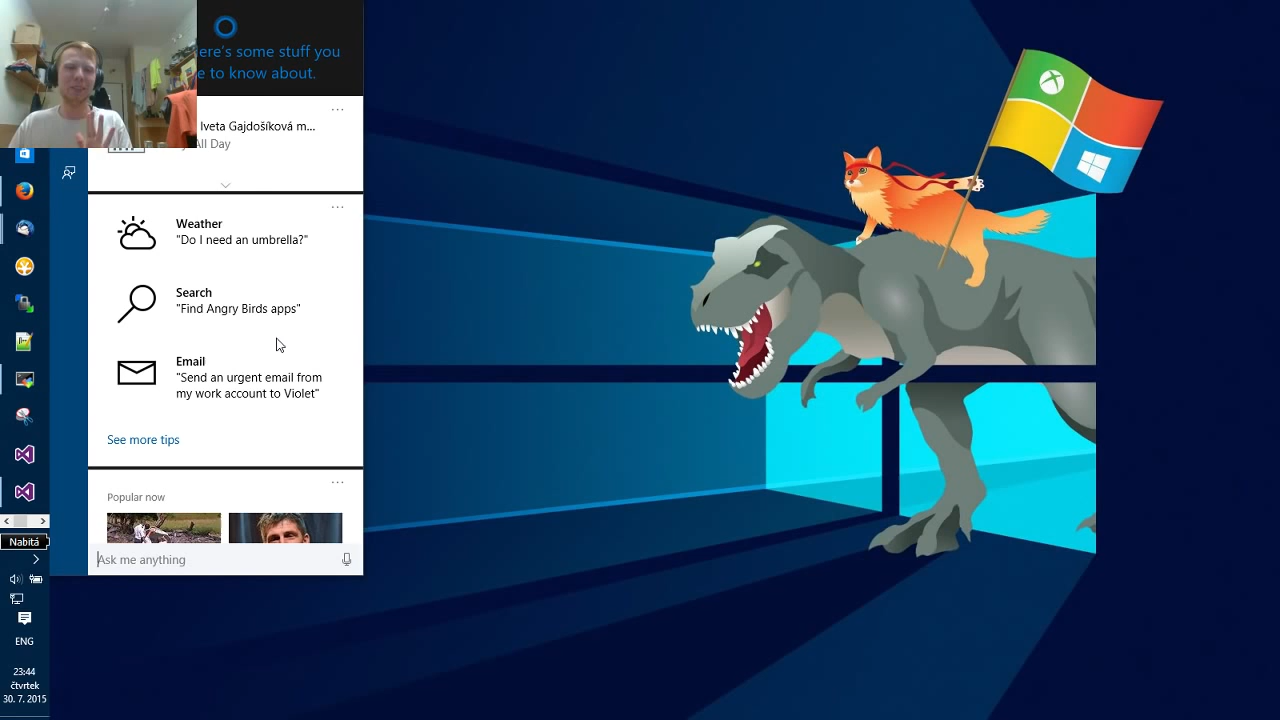 ere's some stuff you
e to know about.
Iveta Gajdošíková m...
All Day
Weather
"Do I need an umbrella?"
Search
"Find Angry Birds apps"
Email
"Send an urgent email from
my work account to Violet"
See more tips
Popular now
Ask me anything
Nabitá
ENG
23:44
čtvrtek
30. 7. 2015